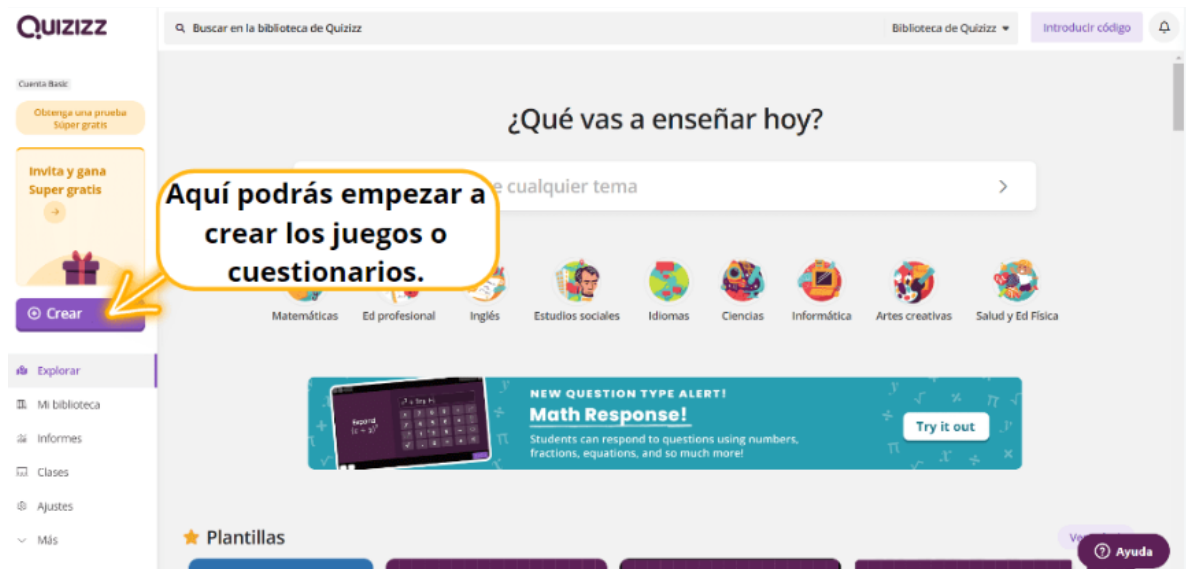 Quizizz
Buscar en la biblioteca de Quizizz
Biblioteca de Quizizz
Introducir código
Cuenta Basic
Obtenga una prueba
Súper gratis
Invita y gana
Super gratis
Crear
Explorar
Mi biblioteca
Informes
Clases
Ajustes
Más
¿Qué vas a enseñar hoy?
cualquier tema
Aquí podrás empezar a
crear los juegos o
cuestionarios.
Matemáticas
Ed profesional
Inglés
Estudios sociales
Idiomas
Ciencias
Informática
Artes creativas
Salud y Ed Física
NEW QUESTION TYPE ALERT!
Math Response!
Students can respond to questions using numbers,
fractions, equations, and so much more!
Try it out
Expand
Plantillas
Ayuda